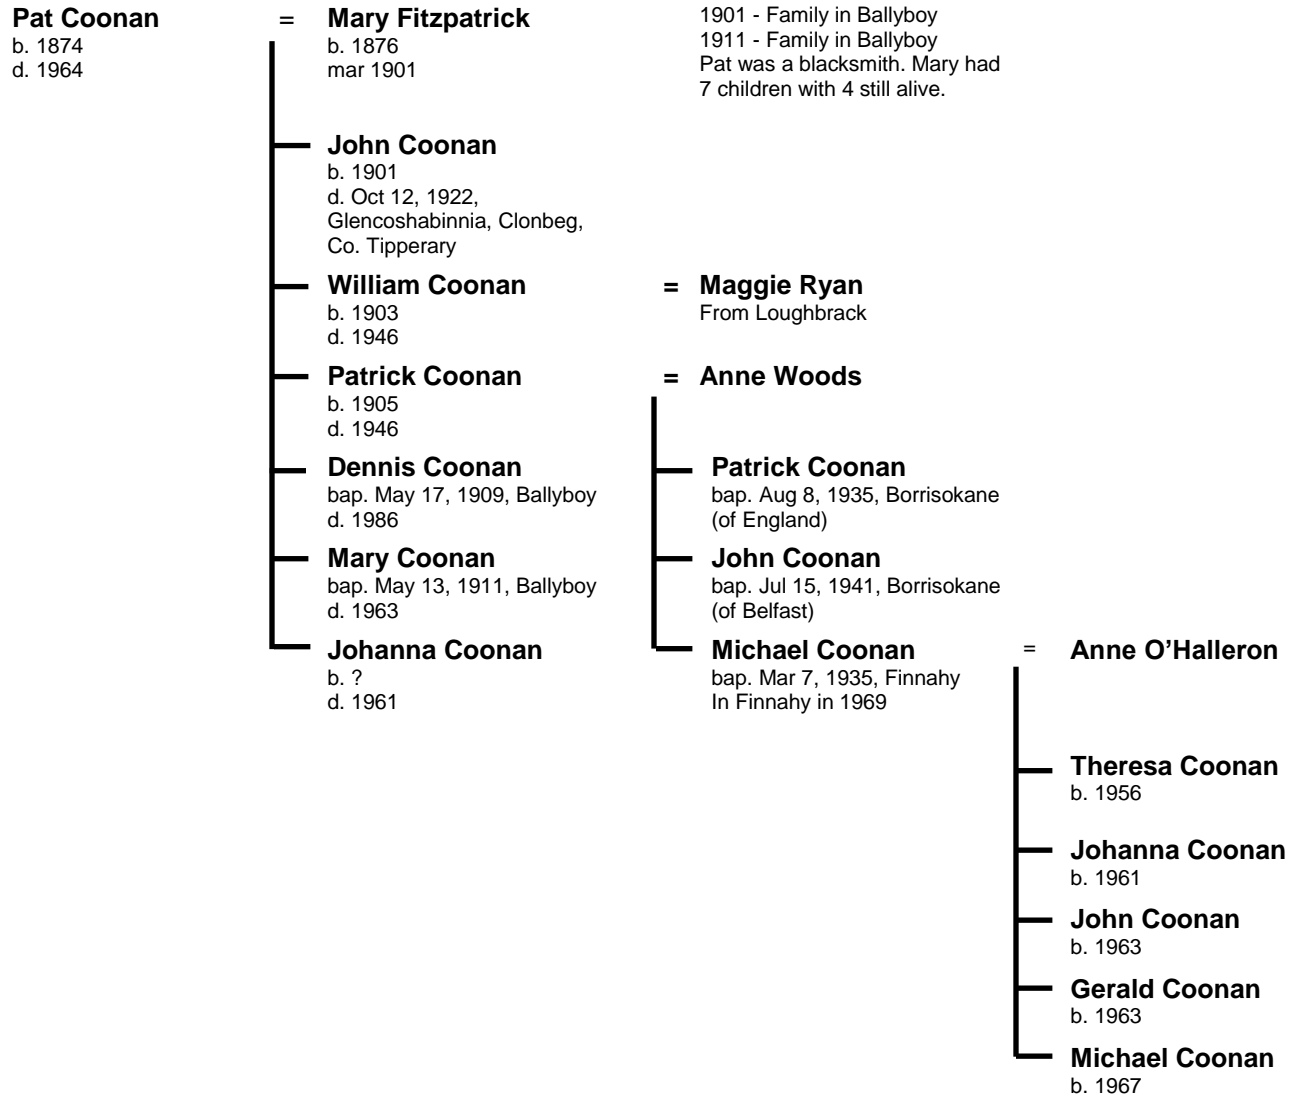 Pat Coonan
b. 1874
d. 1964
=
Mary Fitzpatrick
b. 1876
mar 1901
1901 - Family in Ballyboy
1911 - Family in Ballyboy
Pat was a blacksmith. Mary had
7 children with 4 still alive.
John Coonan
b. 1901
d. Oct 12, 1922,
Glencoshabinnia, Clonbeg,
Co. Tipperary
William Coonan
b. 1903
d. 1946
=
Maggie Ryan
From Loughbrack
Patrick Coonan
b. 1905
d. 1946
=
Anne Woods
Dennis Coonan
bap. May 17, 1909, Ballyboy
d. 1986
Patrick Coonan
bap. Aug 8, 1935, Borrisokane
(of England)
Mary Coonan
bap. May 13, 1911, Ballyboy
d. 1963
John Coonan
bap. Jul 15, 1941, Borrisokane
(of Belfast)
Johanna Coonan
b. ?
d. 1961
Michael Coonan
bap. Mar 7, 1935, Finnahy
In Finnahy in 1969
=
Anne O'Halleron
Theresa Coonan
b. 1956
Johanna Coonan
b. 1961
John Coonan
b. 1963
Gerald Coonan
b. 1963
Michael Coonan
b. 1967